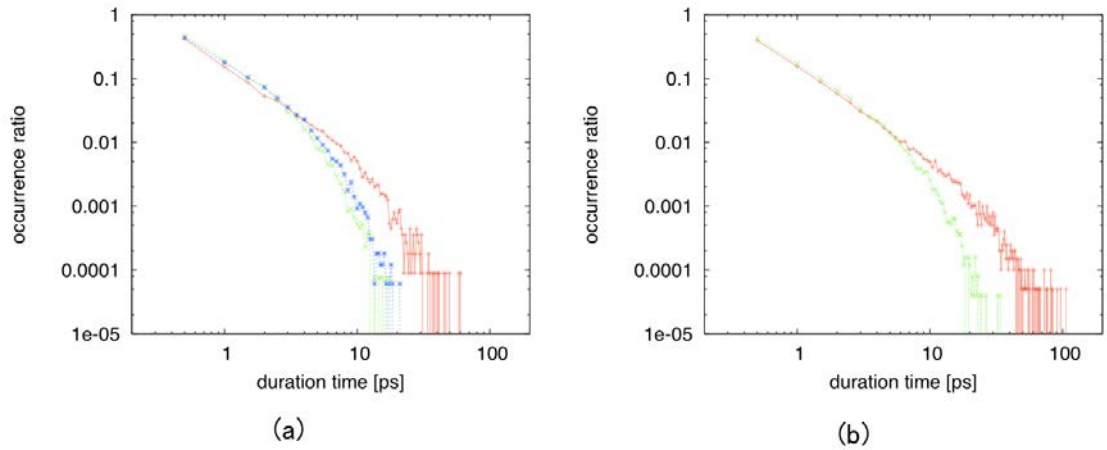 1
0.1
0.01
0.001
0.0001
1e-05
occurrence ratio
1
10
100
duration time [ps]
(a)
1
0.1
0.01
0.001
0.0001
1e-05
occurrence ratio
1
10
100
duration time [ps]
(b)